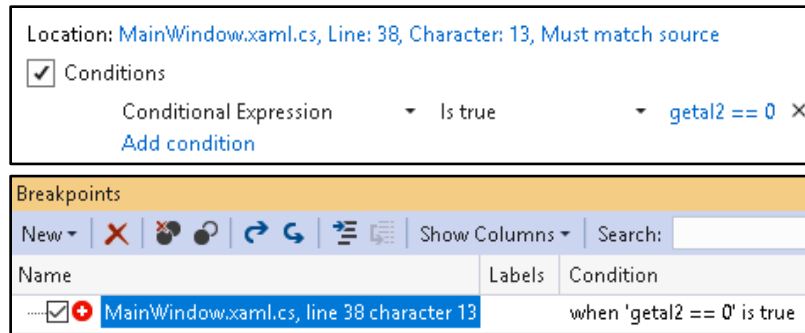 Location: MainWindow.xaml.cs, Line: 38, Character: 13, Must match source
Conditions
Conditional Expression Is true getal2 == 0
Add condition
Breakpoints
New Show Columns Search:
Name Labels Condition
MainWindow.xaml.cs, line 38 character 13 when 'getal2 == 0' is true